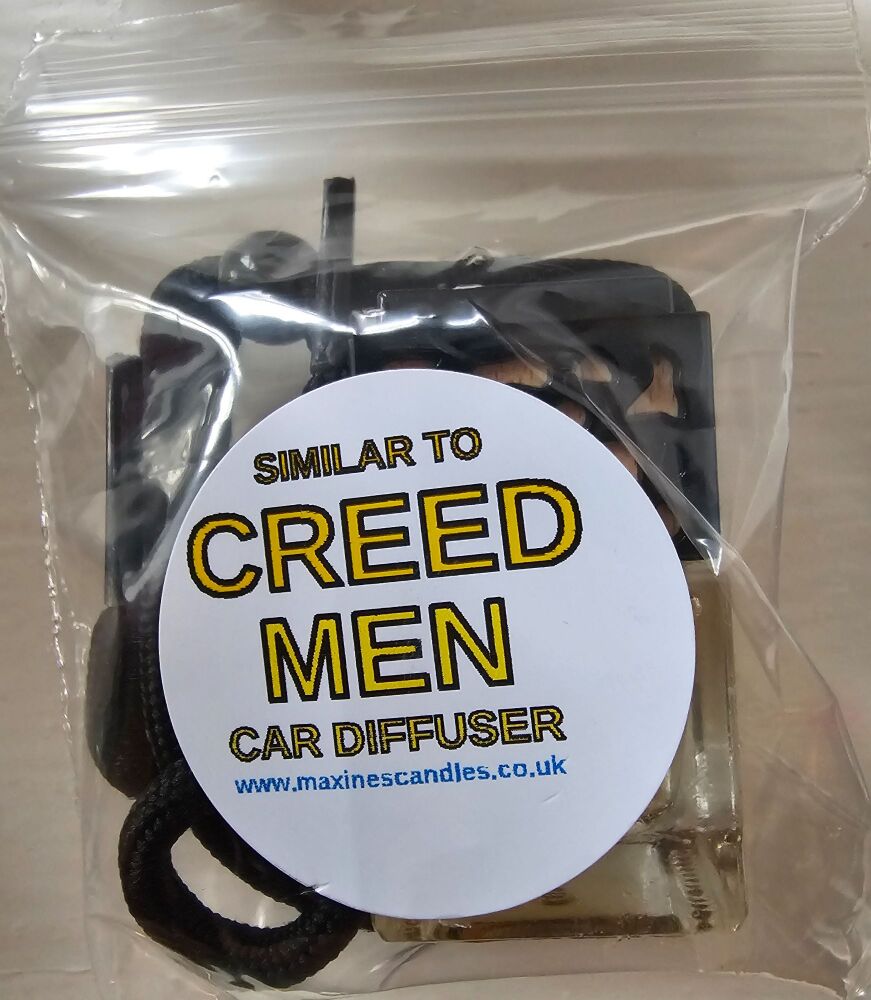 SIMILAR TO
CREED
MEN
CAR DIFFUSER
www.maxinescandles.co.uk